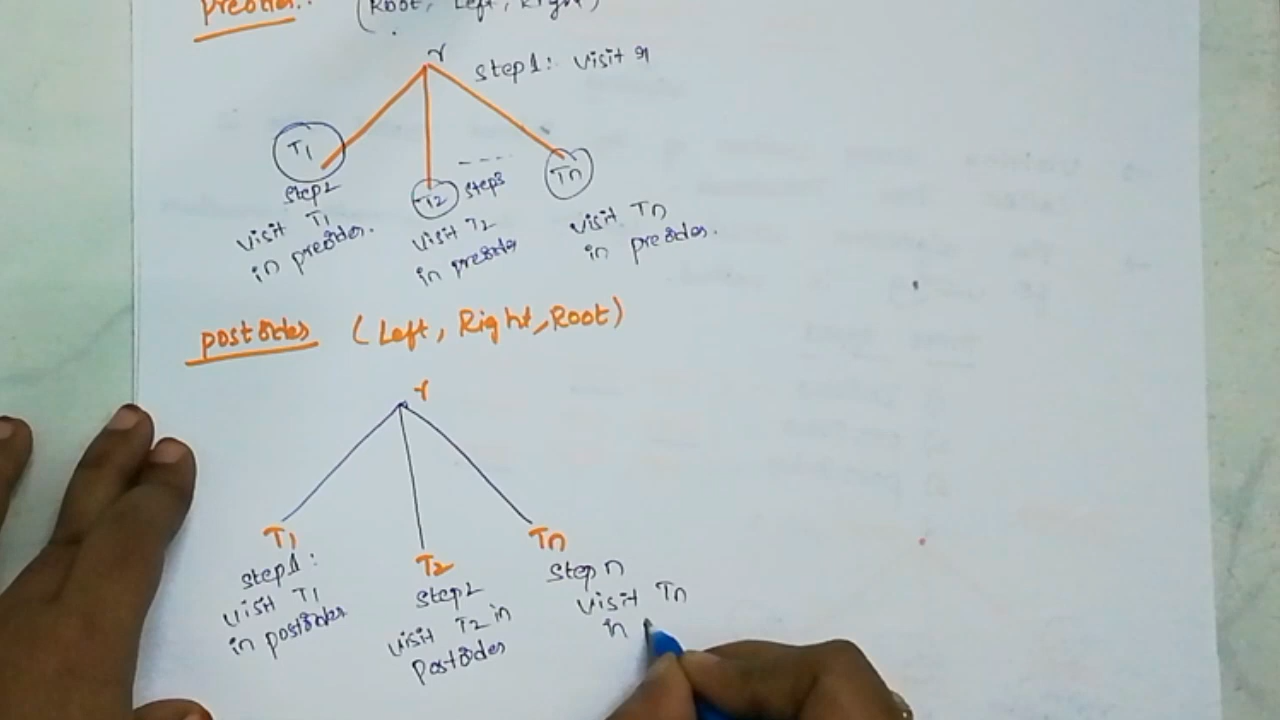 Preorder: (Root, Left, Right)
r
step1: visit r
T1
T2
----
Tn
step2
visit T1
in preorder.
step3
visit T2
in preorder
visit Tn
in preorder.
postorder (Left, Right, Root)
r
T1
step1:
visit T1
in postorder
T2
step2
visit T2 in
Postorder
Tn
step n
visit Tn
in